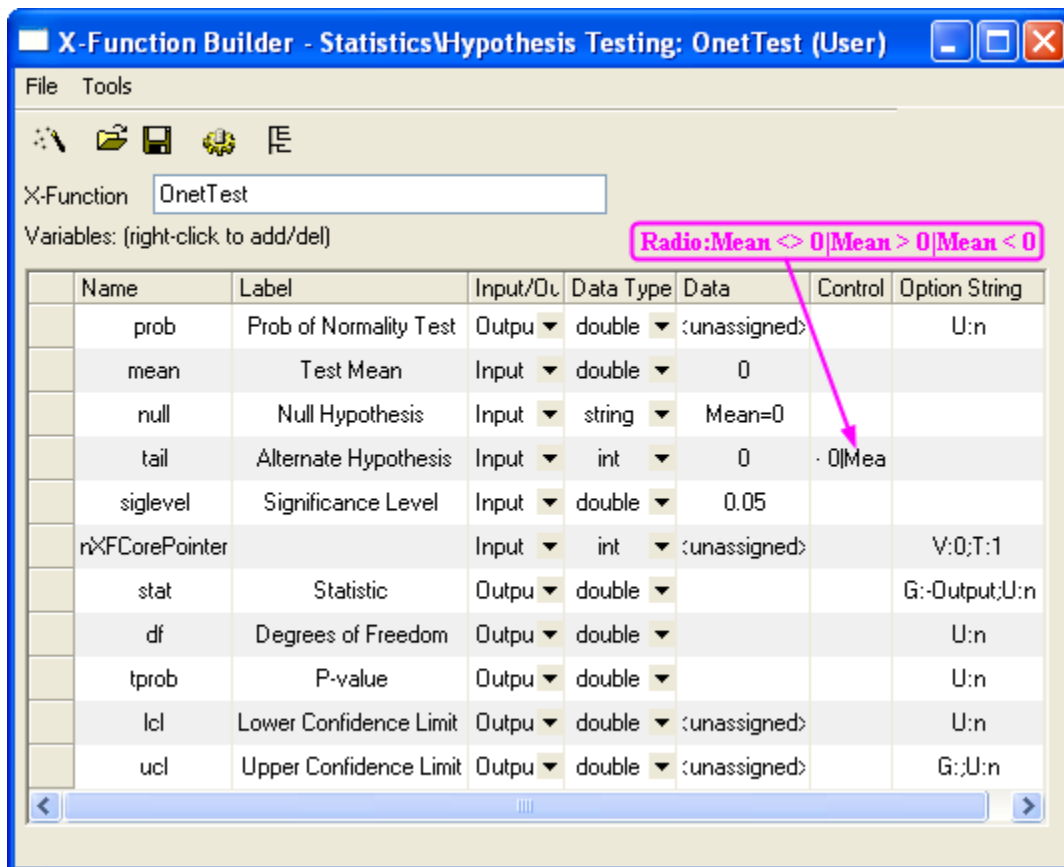 X-Function Builder - Statistics\Hypothesis Testing: OnetTest (User)
File Tools
X-Function OnetTest
Variables: (right-click to add/del)
Radio:Mean <> 0|Mean > 0|Mean < 0
Name Label Input/Ou Data Type Data Control Option String
prob Prob of Normality Test Outpu double <unassigned> U:n
mean Test Mean Input double 0
null Null Hypothesis Input string Mean=0
tail Alternate Hypothesis Input int 0 · 0|Mea
siglevel Significance Level Input double 0.05
nXFCorePointer Input int <unassigned> V:0;T:1
stat Statistic Outpu double G:-Output;U:n
df Degrees of Freedom Outpu double U:n
tprob P-value Outpu double U:n
lcl Lower Confidence Limit Outpu double <unassigned> U:n
ucl Upper Confidence Limit Outpu double <unassigned> G:;U:n